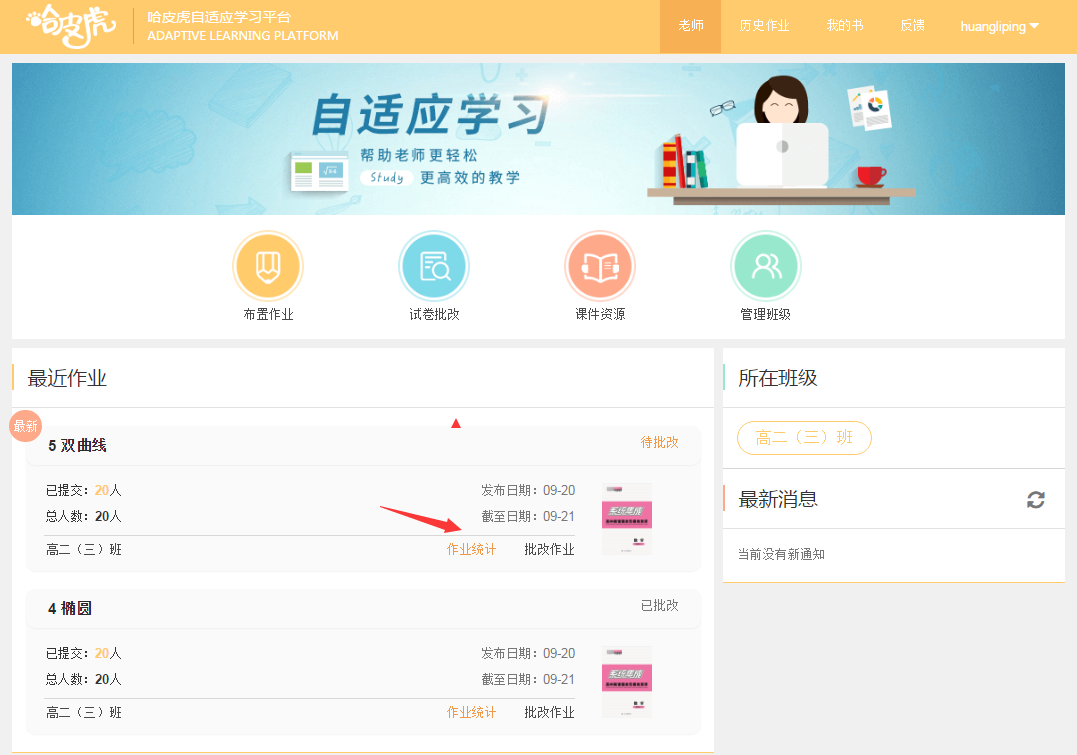 哈皮虎
哈皮虎自适应学习平台
ADAPTIVE LEARNING PLATFORM
老师
历史作业
我的书
反馈
huangliping
自适应学习
帮助老师更轻松
Study 更高效的教学
布置作业
试卷批改
课件资源
管理班级
最近作业
最新
5 双曲线
待批改
已提交：20人
发布日期：09-20
总人数：20人
截至日期：09-21
系统集成
高二（三）班
作业统计
批改作业
4 椭圆
已批改
已提交：20人
发布日期：09-20
总人数：20人
截至日期：09-21
系统集成
高二（三）班
作业统计
批改作业
所在班级
高二（三）班
最新消息
当前没有新通知